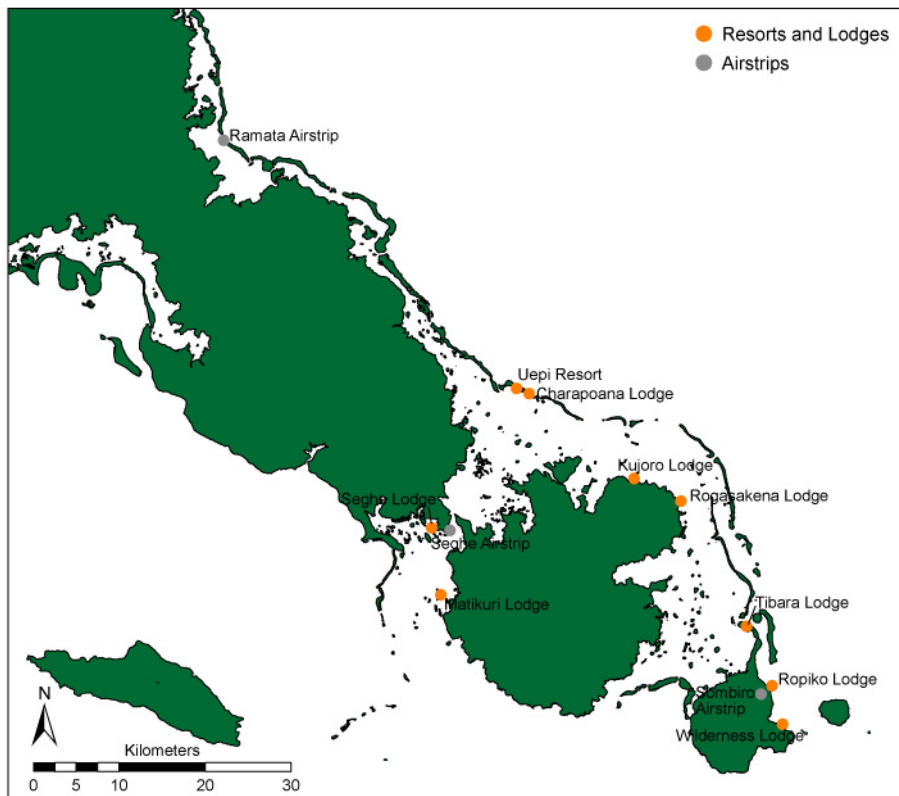 Resorts and Lodges
Airstrips
Ramata Airstrip
Uepi Resort
Charapoana Lodge
Kujoro Lodge
Rogasakena Lodge
Seghe Lodge
Seghe Airstrip
Matikuri Lodge
Tibara Lodge
Ropiko Lodge
Sombiro
Airstrip
Wilderness Lodge
N
Kilometers
0 5 10 20 30